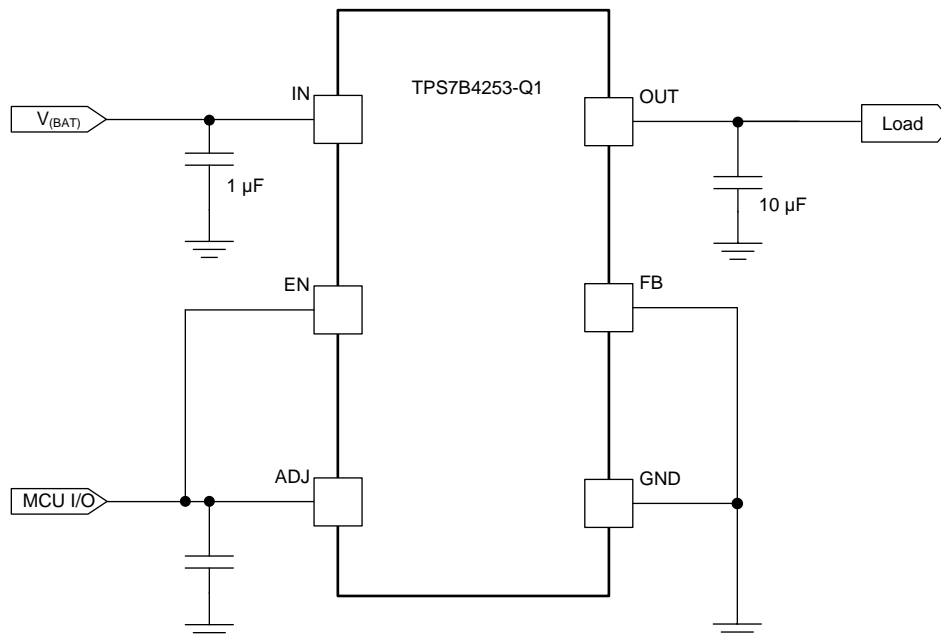 TPS7B4253-Q1
IN
OUT
V(BAT)
Load
1 µF
10 µF
EN
FB
ADJ
GND
MCU I/O